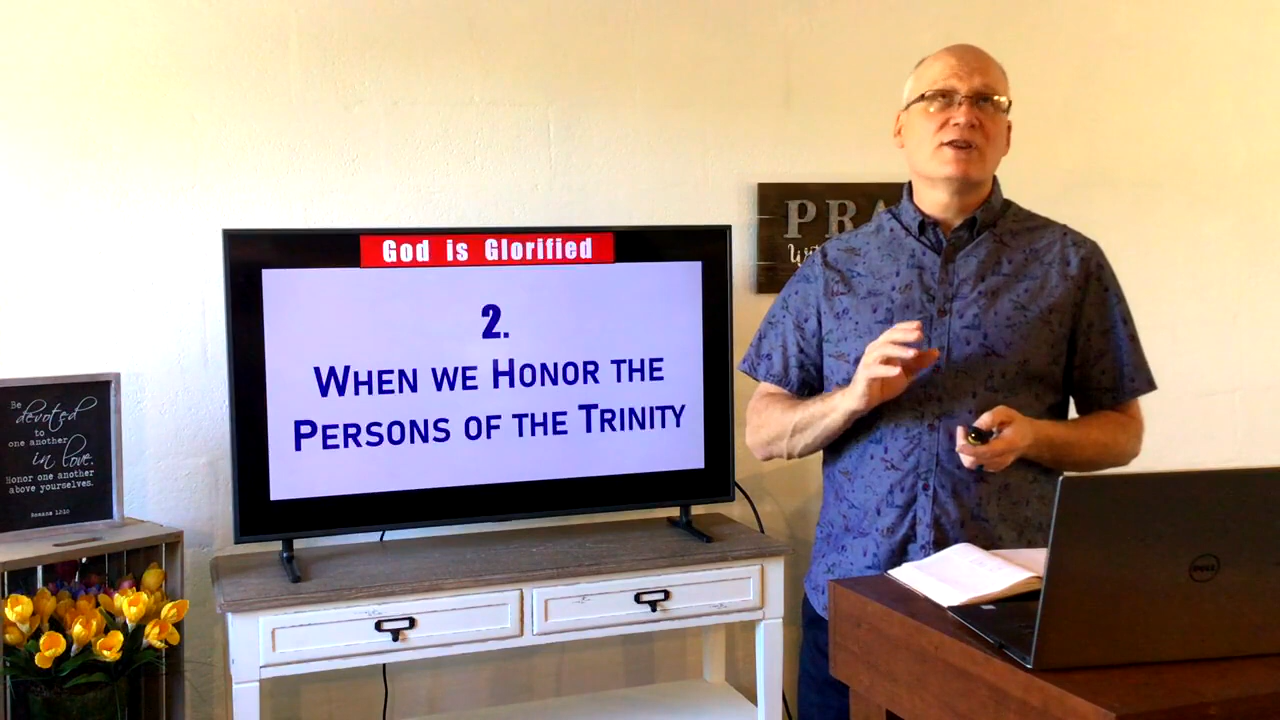 God is Glorified
2.
When we Honor the
Persons of the Trinity
PRA
Be
devoted
to
one another
in love.
Honor one another
above yourselves.
Romans 12:10
DELL